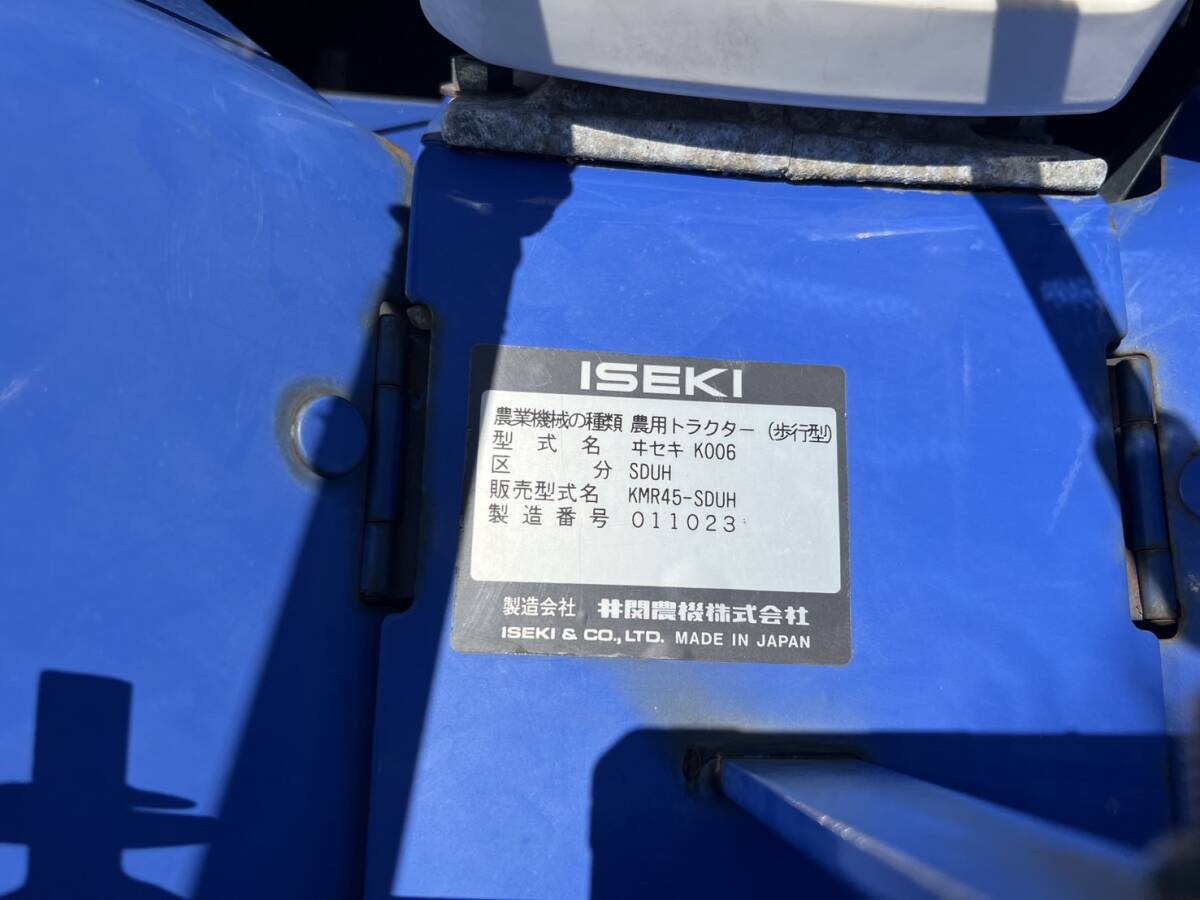 ISEKI
農業機械の種類 農用トラクター (歩行型)
型式名 ヰセキ K006
区分 SDUH
販売型式名 KMR45-SDUH
製造番号 011023
製造会社 井関農機株式会社
ISEKI & CO., LTD. MADE IN JAPAN